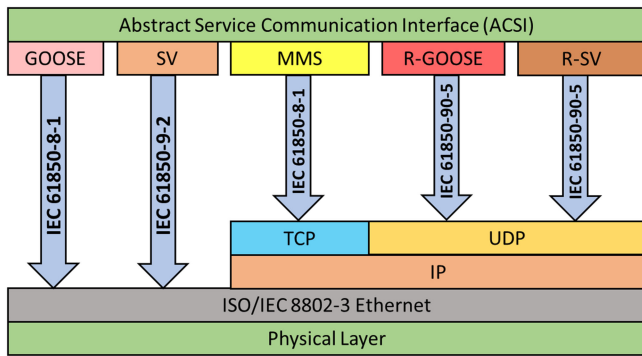 Abstract Service Communication Interface (ACSI)
GOOSE
SV
MMS
R-GOOSE
R-SV
IEC 61850-8-1
IEC 61850-9-2
IEC 61850-8-1
IEC 61850-90-5
IEC 61850-90-5
TCP
UDP
IP
ISO/IEC 8802-3 Ethernet
Physical Layer